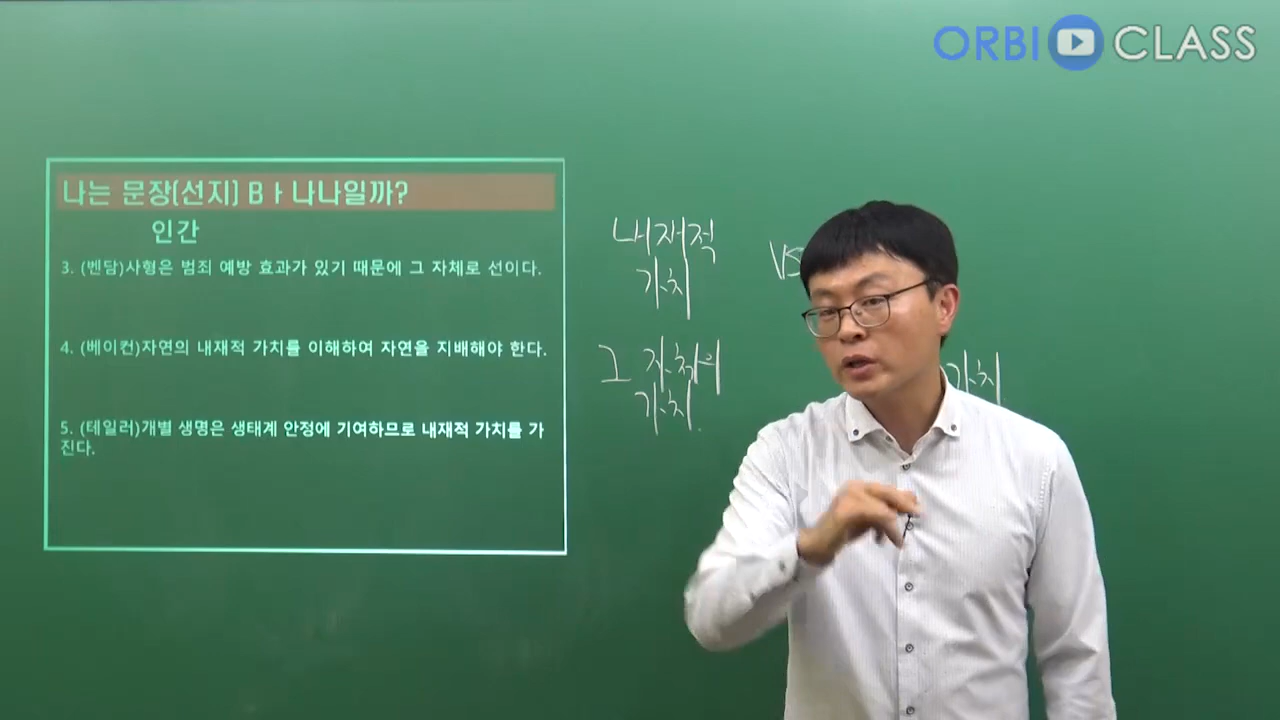 ORBI CLASS
나는 문장(선지) Bㅏ나나일까?
인간
3. (벤담)사형은 범죄 예방 효과가 있기 때문에 그 자체로 선이다.
4. (베이컨)자연의 내재적 가치를 이해하여 자연을 지배해야 한다.
5. (테일러)개별 생명은 생태계 안정에 기여하므로 내재적 가치를 가
진다.
내재적
가치
VS
그 자체의
가치.
가치